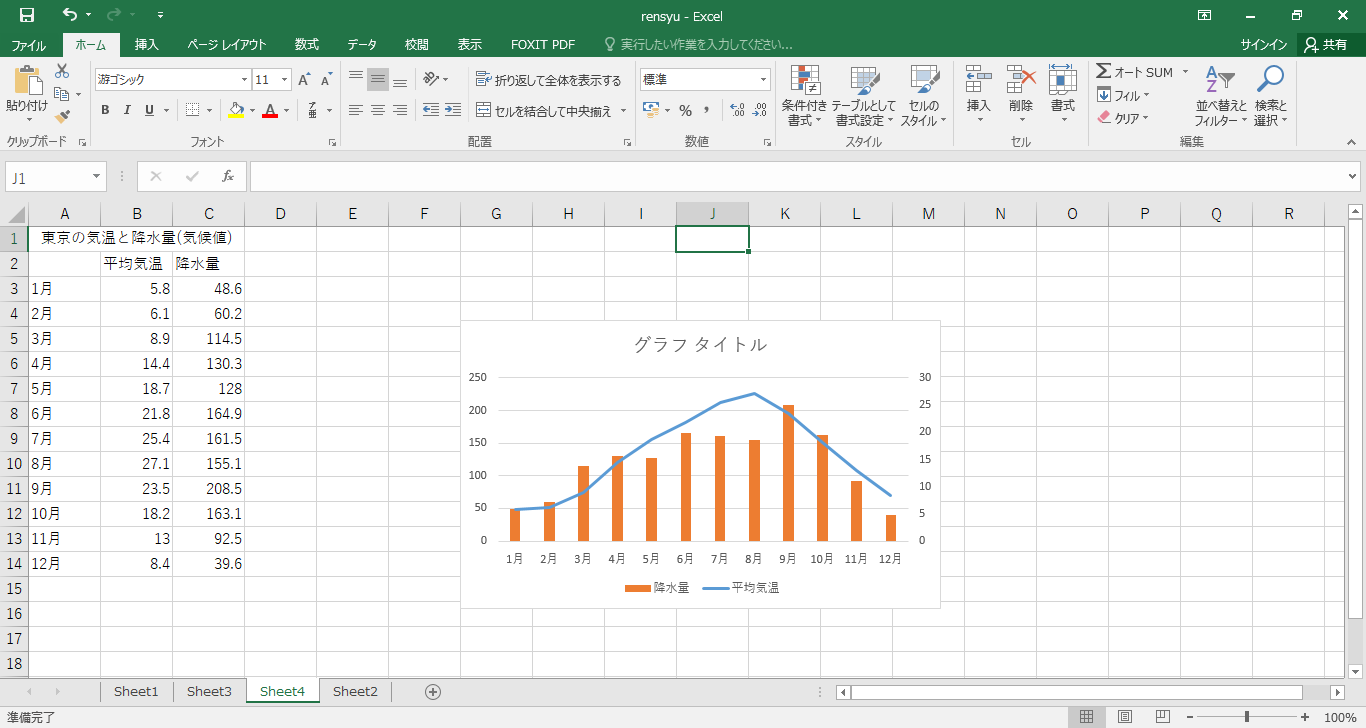 rensyu - Excel
ファイル ホーム 挿入 ページ レイアウト 数式 データ 校閲 表示 FOXIT PDF 実行したい作業を入力してください... サインイン 共有
貼り付け
クリップボード
游ゴシック 11
B I U A A A
フォント
折り返して全体を表示する
セルを結合して中央揃え
配置
標準
% , .0 .00 .00 .0
数値
条件付き書式 テーブルとして書式設定 セルのスタイル
スタイル
挿入 削除 書式
セル
Σ オート SUM
フィル
クリア
並べ替えとフィルター 検索と選択
編集
J1 fx
A B C D E F G H I J K L M N O P Q R
1 東京の気温と降水量(気候値)
2 平均気温 降水量
3 1月 5.8 48.6
4 2月 6.1 60.2
5 3月 8.9 114.5
6 4月 14.4 130.3
7 5月 18.7 128
8 6月 21.8 164.9
9 7月 25.4 161.5
10 8月 27.1 155.1
11 9月 23.5 208.5
12 10月 18.2 163.1
13 11月 13 92.5
14 12月 8.4 39.6
15
16
17
18
グラフ タイトル
250 30
200 25
150 20
100 15
50 10
0 5
0
1月 2月 3月 4月 5月 6月 7月 8月 9月 10月 11月 12月
降水量 平均気温
Sheet1 Sheet3 Sheet4 Sheet2
準備完了 100%